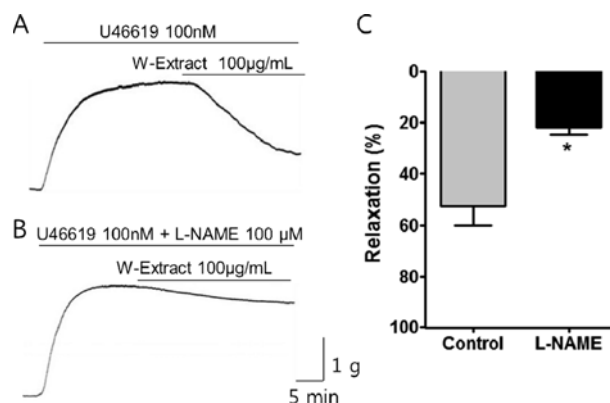 A
U46619 100nM
W-Extract 100µg/mL
B
U46619 100nM + L-NAME 100 µM
W-Extract 100µg/mL
1 g
5 min
C
Relaxation (%)
0
20
40
60
80
100
*
Control L-NAME